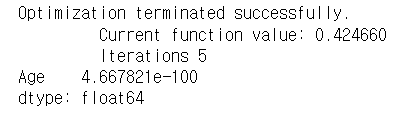 Optimization terminated successfully.
Current function value: 0.424660
Iterations 5
Age 4.667821e-100
dtype: float64